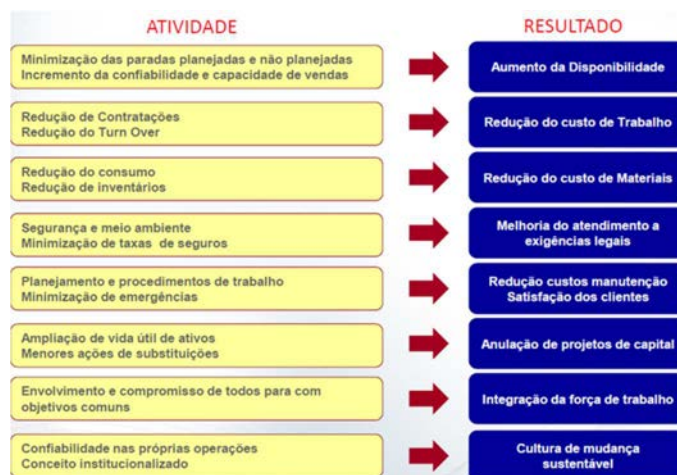 ATIVIDADE
RESULTADO
Minimização das paradas planejadas e não planejadas
Incremento da confiabilidade e capacidade de vendas
Aumento da Disponibilidade
Redução de Contratações
Redução do Turn Over
Redução do custo de Trabalho
Redução do consumo
Redução de inventários
Redução do custo de Materiais
Segurança e meio ambiente
Minimização de taxas de seguros
Melhoria do atendimento a
exigências legais
Planejamento e procedimentos de trabalho
Minimização de emergências
Redução custos manutenção
Satisfação dos clientes
Ampliação de vida útil de ativos
Menores ações de substituições
Anulação de projetos de capital
Envolvimento e compromisso de todos para com
objetivos comuns
Integração da força de trabalho
Confiabilidade nas próprias operações
Conceito institucionalizado
Cultura de mudança
sustentável